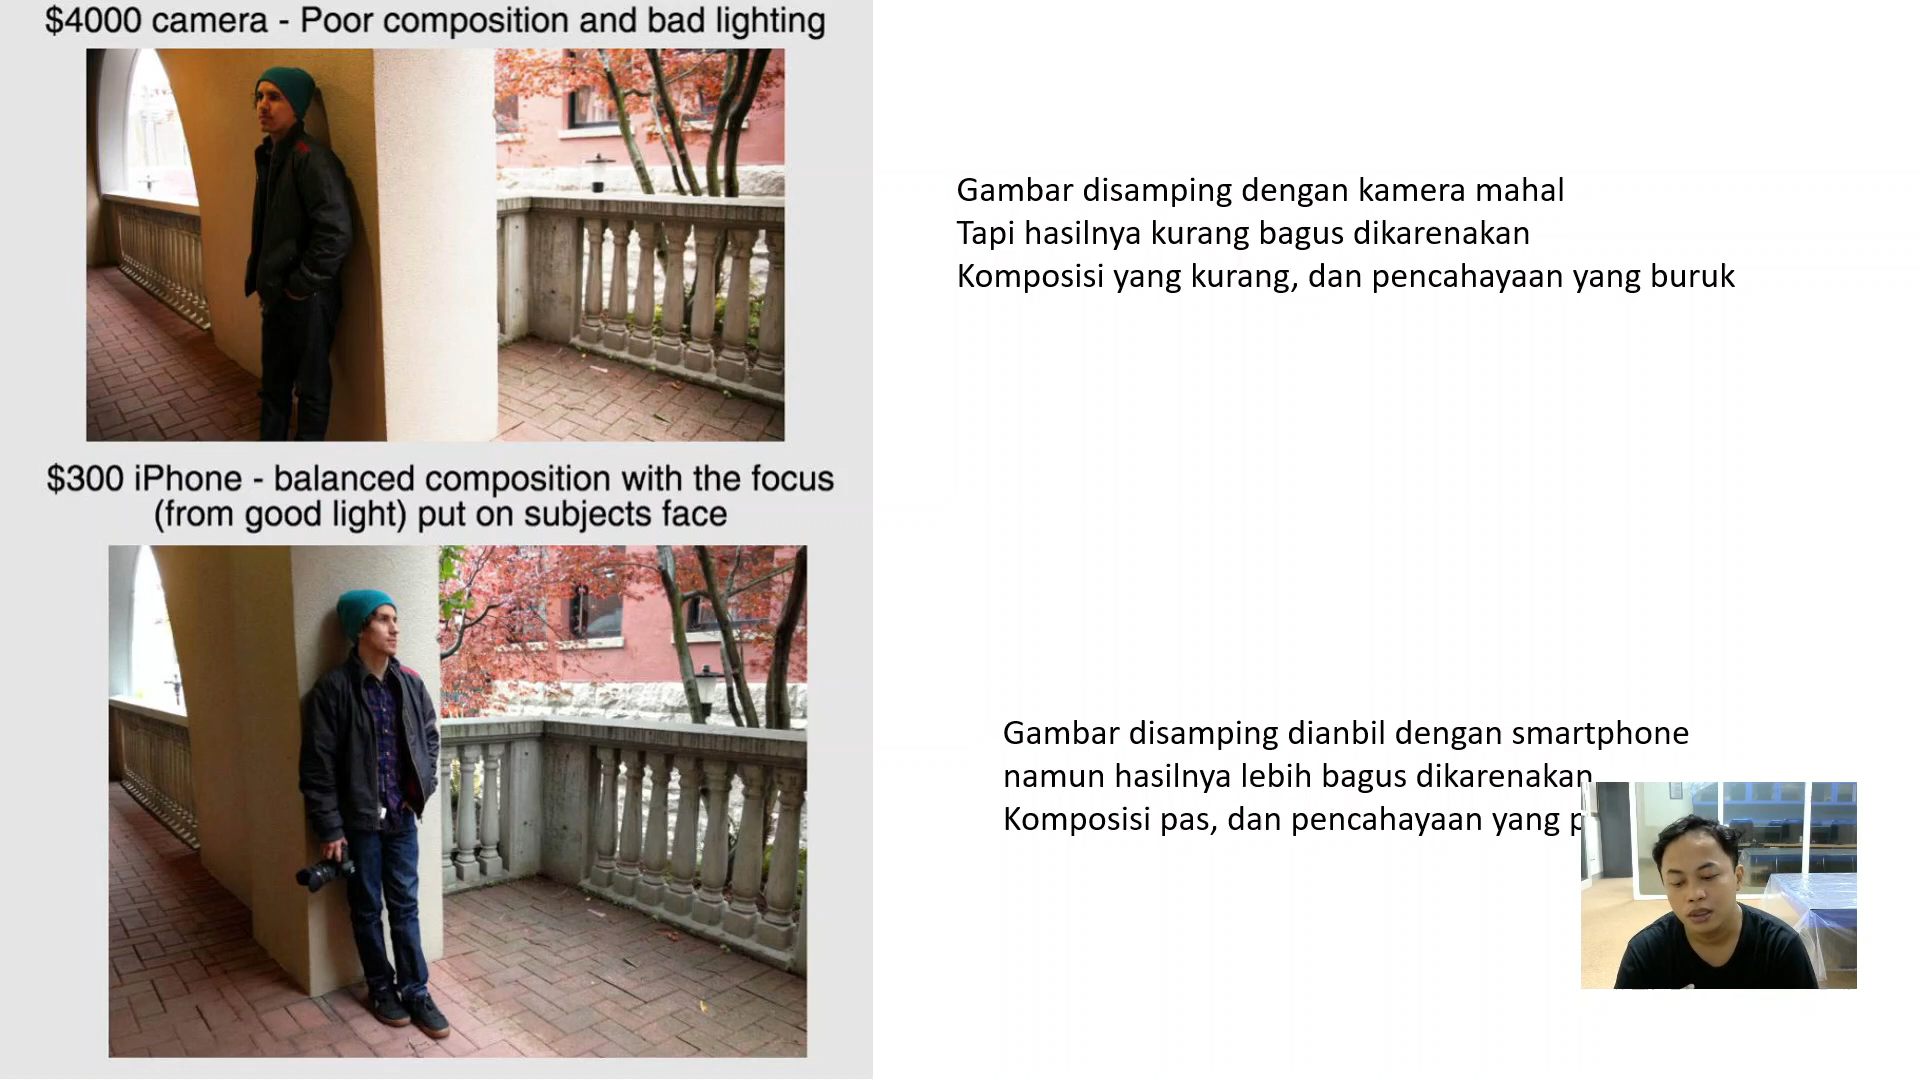 $4000 camera - Poor composition and bad lighting
Gambar disamping dengan kamera mahal
Tapi hasilnya kurang bagus dikarenakan
Komposisi yang kurang, dan pencahayaan yang buruk
$300 iPhone - balanced composition with the focus
(from good light) put on subjects face
Gambar disamping dianbil dengan smartphone
namun hasilnya lebih bagus dikarenakan
Komposisi pas, dan pencahayaan yang